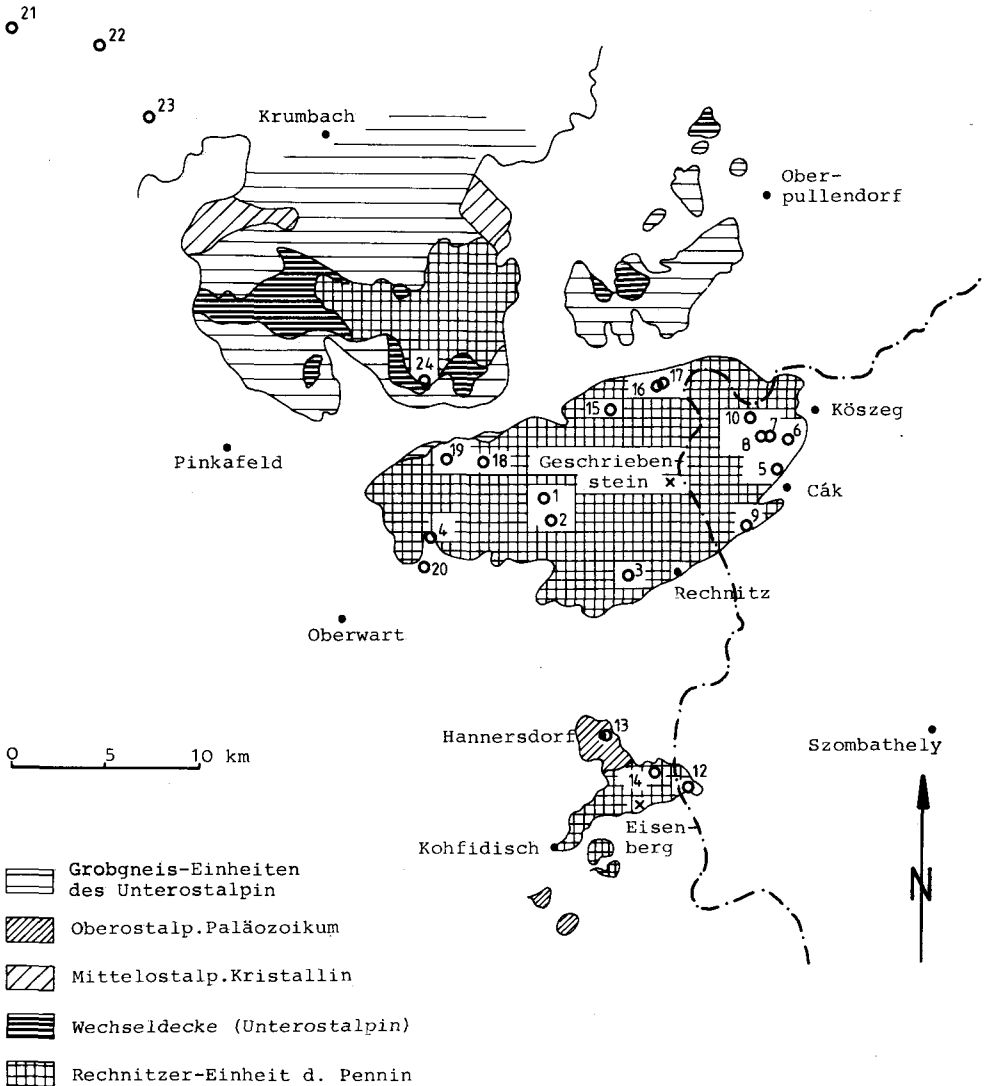 21
22
23
Krumbach
Ober-
pullendorf
24
16 17
15
10
7
8
6
5
Köszeg
Pinkafeld
19
18
Geschrieben-
stein
Cák
1
2
9
4
20
3
Rechnitz
Oberwart
Hannersdorf
13
Szombathely
0 5 10 km
14
12
Eisen-
berg
Kohfidisch
N
Grobgneis-Einheiten
des Unterostalpin
Oberostalp.Paläozoikum
Mittelostalp.Kristallin
Wechseldecke (Unterostalpin)
Rechnitzer-Einheit d. Pennin